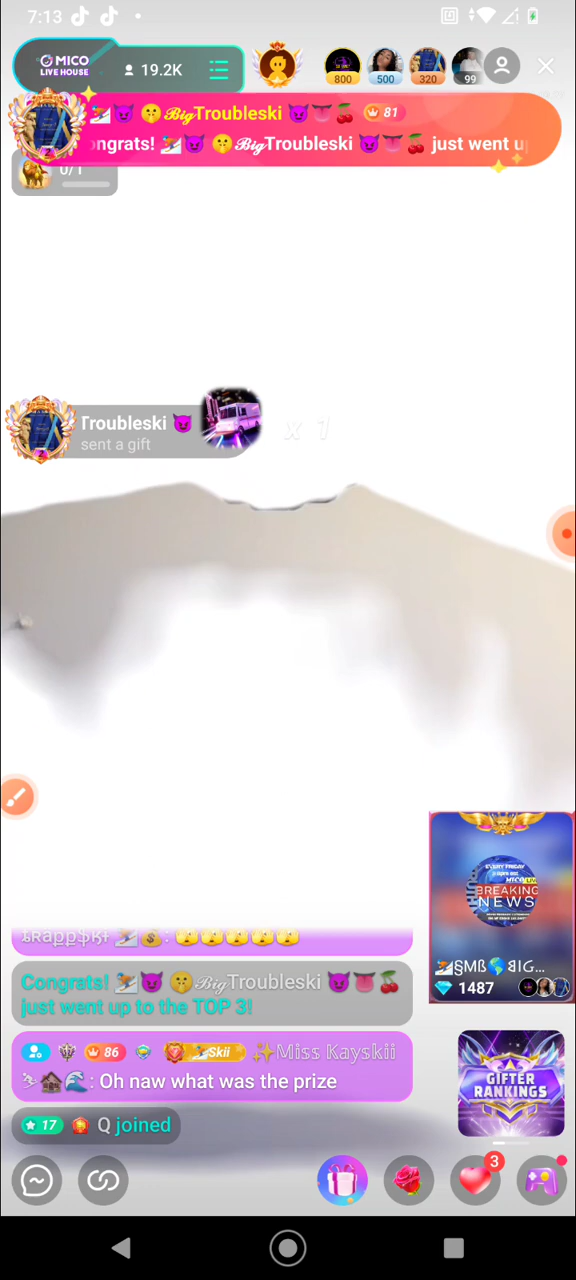 7:13
MICO
LIVE HOUSE
19.2K
800
500
320
99
𝓑𝓲𝓰Troubleski 81
ongrats! 𝓑𝓲𝓰Troubleski just went u
0/1
Troubleski
sent a gift
x 1
EVERY FRIDAY
BREAKING
NEWS
§Mß
1487
Congrats! 𝓑𝓲𝓰Troubleski
just went up to the TOP 3!
86 Skii 𝕄𝕚𝕤𝕤 𝕂𝕒𝕪𝕤𝕜𝕚𝕚
: Oh naw what was the prize
GIFTER
RANKINGS
17 Q joined
3